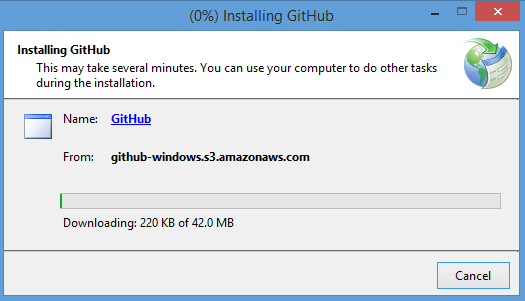 (0%) Installing GitHub
Installing GitHub
This may take several minutes. You can use your computer to do other tasks
during the installation.
Name: GitHub
From: github-windows.s3.amazonaws.com
Downloading: 220 KB of 42.0 MB
Cancel